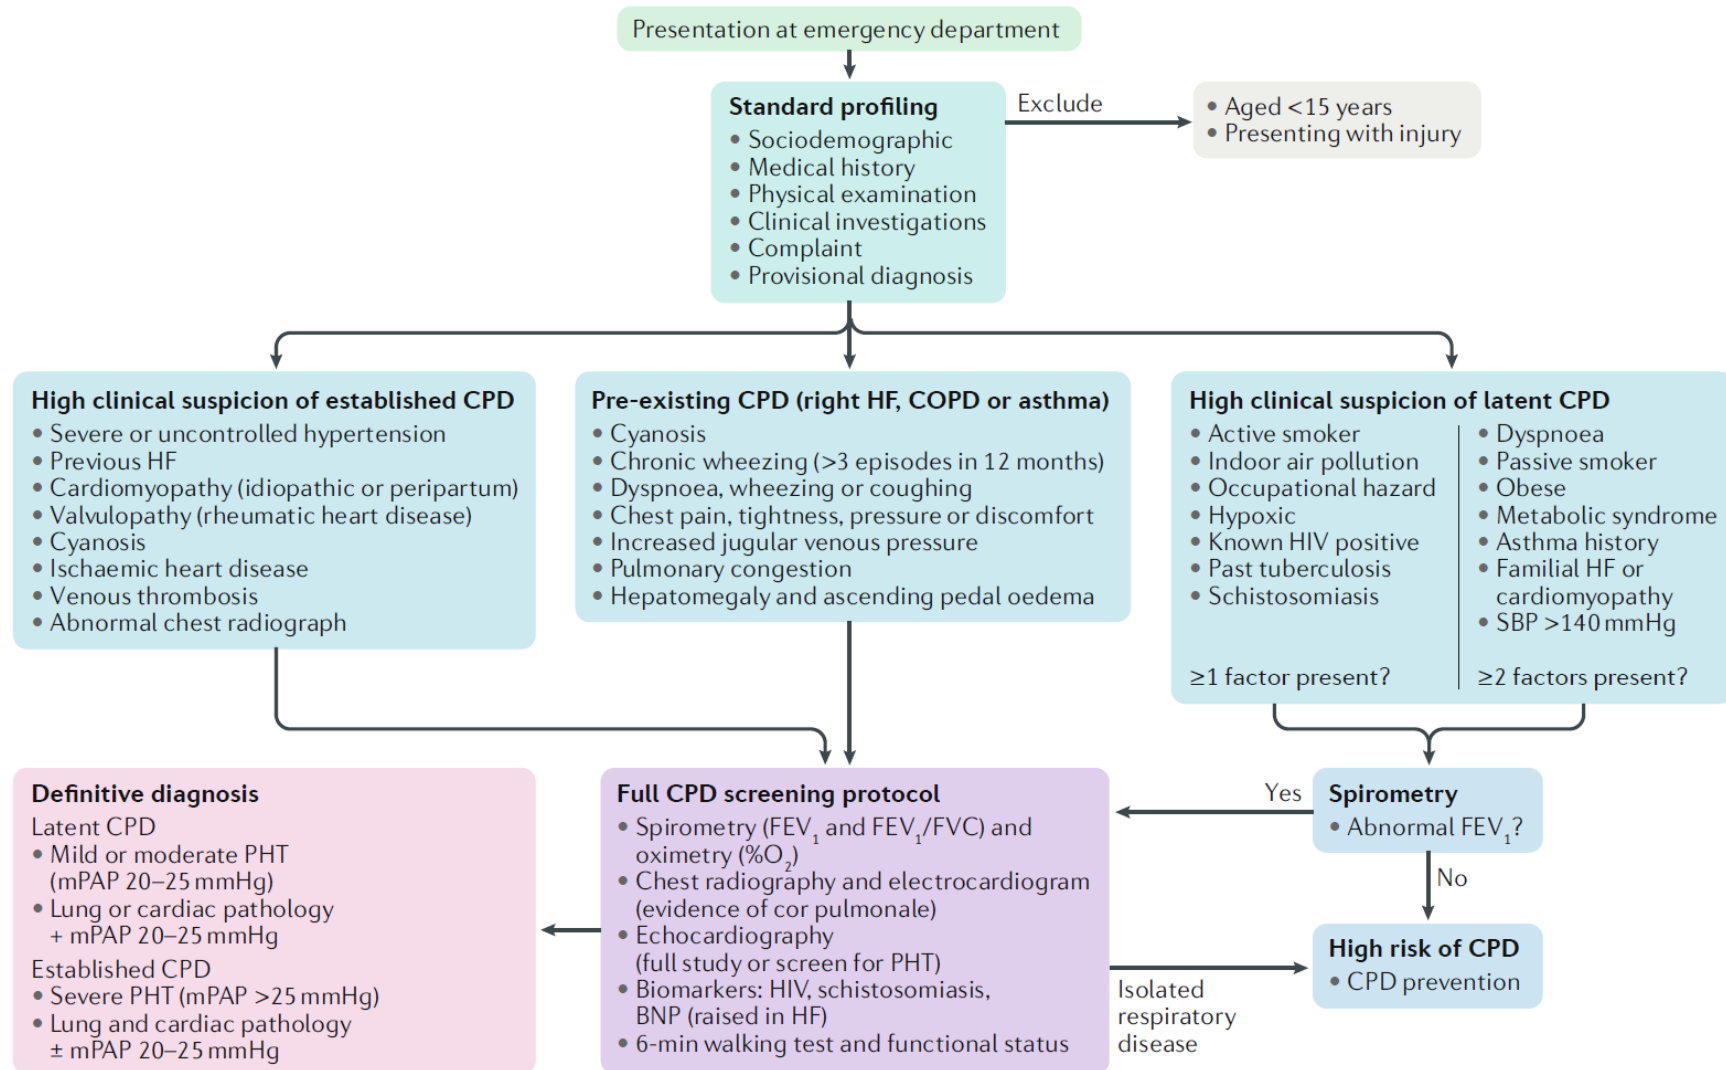 Presentation at emergency department
Standard profiling
• Sociodemographic
• Medical history
• Physical examination
• Clinical investigations
• Complaint
• Provisional diagnosis
Exclude
• Aged <15 years
• Presenting with injury
High clinical suspicion of established CPD
• Severe or uncontrolled hypertension
• Previous HF
• Cardiomyopathy (idiopathic or peripartum)
• Valvulopathy (rheumatic heart disease)
• Cyanosis
• Ischaemic heart disease
• Venous thrombosis
• Abnormal chest radiograph
Pre-existing CPD (right HF, COPD or asthma)
• Cyanosis
• Chronic wheezing (>3 episodes in 12 months)
• Dyspnoea, wheezing or coughing
• Chest pain, tightness, pressure or discomfort
• Increased jugular venous pressure
• Pulmonary congestion
• Hepatomegaly and ascending pedal oedema
High clinical suspicion of latent CPD
• Active smoker
• Indoor air pollution
• Occupational hazard
• Hypoxic
• Known HIV positive
• Past tuberculosis
• Schistosomiasis
≥1 factor present?
• Dyspnoea
• Passive smoker
• Obese
• Metabolic syndrome
• Asthma history
• Familial HF or
cardiomyopathy
• SBP >140 mmHg
≥2 factors present?
Definitive diagnosis
Latent CPD
• Mild or moderate PHT
(mPAP 20–25 mmHg)
• Lung or cardiac pathology
+ mPAP 20–25 mmHg
Established CPD
• Severe PHT (mPAP >25 mmHg)
• Lung and cardiac pathology
± mPAP 20–25 mmHg
Full CPD screening protocol
• Spirometry (FEV₁ and FEV₁/FVC) and
oximetry (%O₂)
• Chest radiography and electrocardiogram
(evidence of cor pulmonale)
• Echocardiography
(full study or screen for PHT)
• Biomarkers: HIV, schistosomiasis,
BNP (raised in HF)
• 6-min walking test and functional status
Yes
Spirometry
• Abnormal FEV₁?
No
High risk of CPD
• CPD prevention
Isolated
respiratory
disease